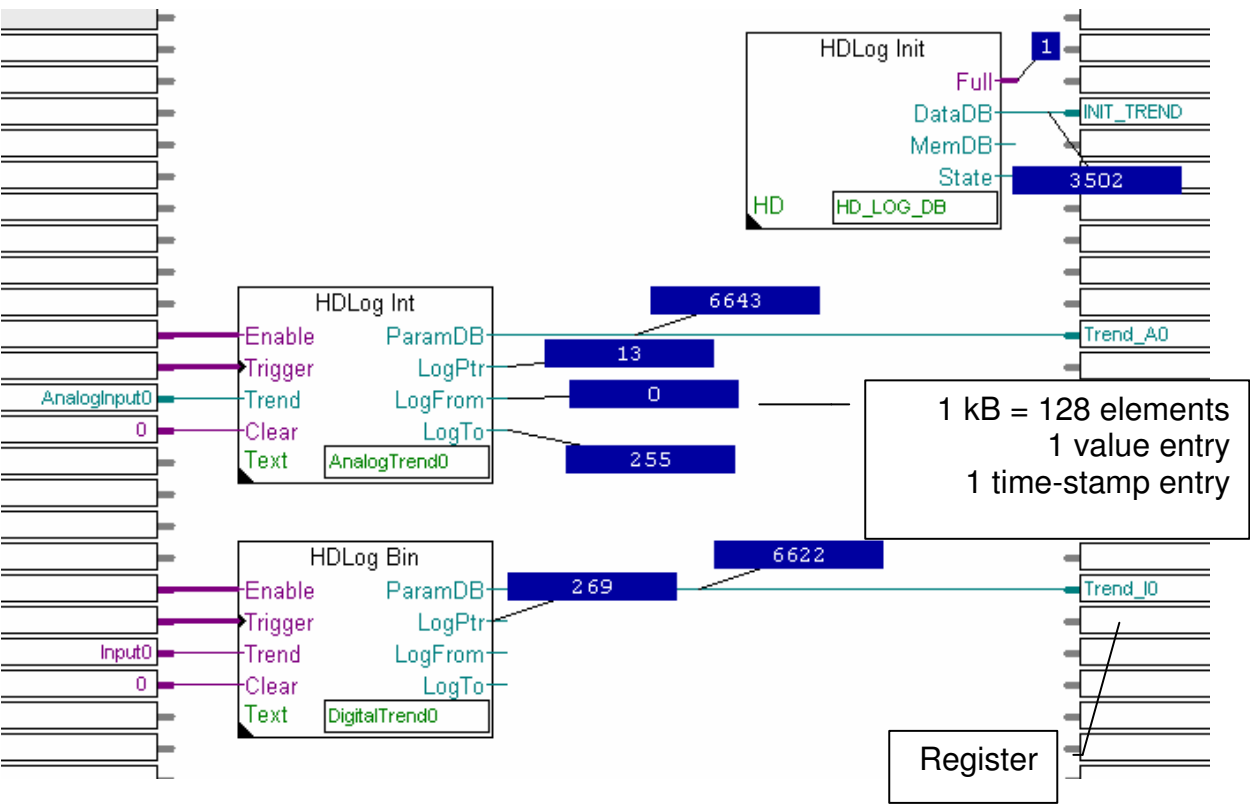 HDLog Init
1
Full
DataDB
INIT_TREND
MemDB
State
3502
HD
HD_LOG_DB
HDLog Int
6643
Enable
ParamDB
Trend_A0
Trigger
LogPtr
13
AnalogInput0
Trend
LogFrom
0
0
Clear
LogTo
255
Text
AnalogTrend0
1 kB = 128 elements
1 value entry
1 time-stamp entry
HDLog Bin
6622
Enable
ParamDB
269
Trend_I0
Trigger
LogPtr
Input0
Trend
LogFrom
0
Clear
LogTo
Text
DigitalTrend0
Register